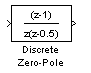 (z-1)
z(z-0.5)
Discrete
Zero-Pole